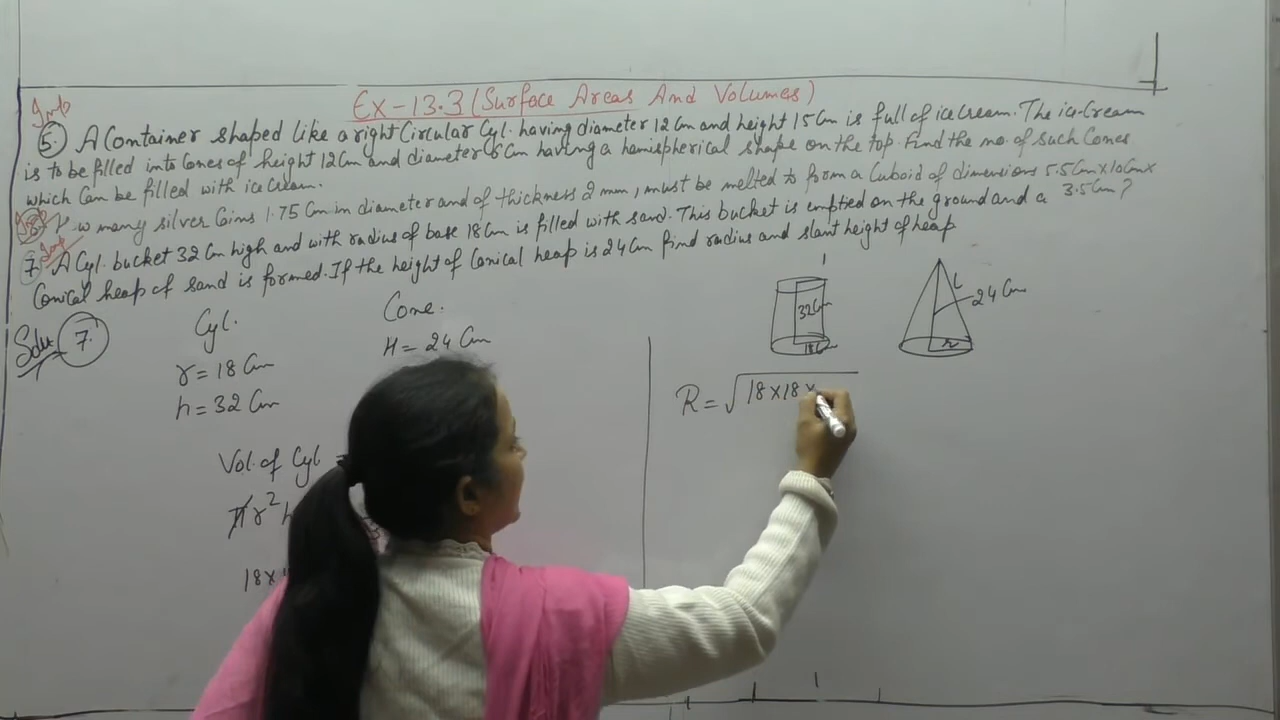 Imp
Ex-13.3 (Surface Areas And Volumes)
5. A Container shaped like a right Circular Cyl. having diameter 12 Cm and height 15 Cm is full of ice cream. The ice-Cream
is to be filled into Cones of height 12 Cm and diameter 6 Cm having a hemispherical shape on the top. Find the no. of such Cones
which Can be filled with ice cream.
w many silver Coins 1.75 Cm in diameter and of thickness 2 mm, must be melted to form a Cuboid of dimensions 5.5 Cm × 10 Cm ×
3.5 Cm?
Imp
7. A Cyl. bucket 32 Cm high and with radius of base 18 Cm is filled with sand. This bucket is emptied on the ground and a
Conical heap of sand is formed. If the height of Conical heap is 24 Cm find radius and slant height of heap
Solu. 7.
Cyl.
r = 18 Cm
h = 32 Cm
Cone.
H = 24 Cm
Vol. of Cyl
πr²h
18×
32 Cm
18 Cm
L
24 Cm
r
R = √18×18×